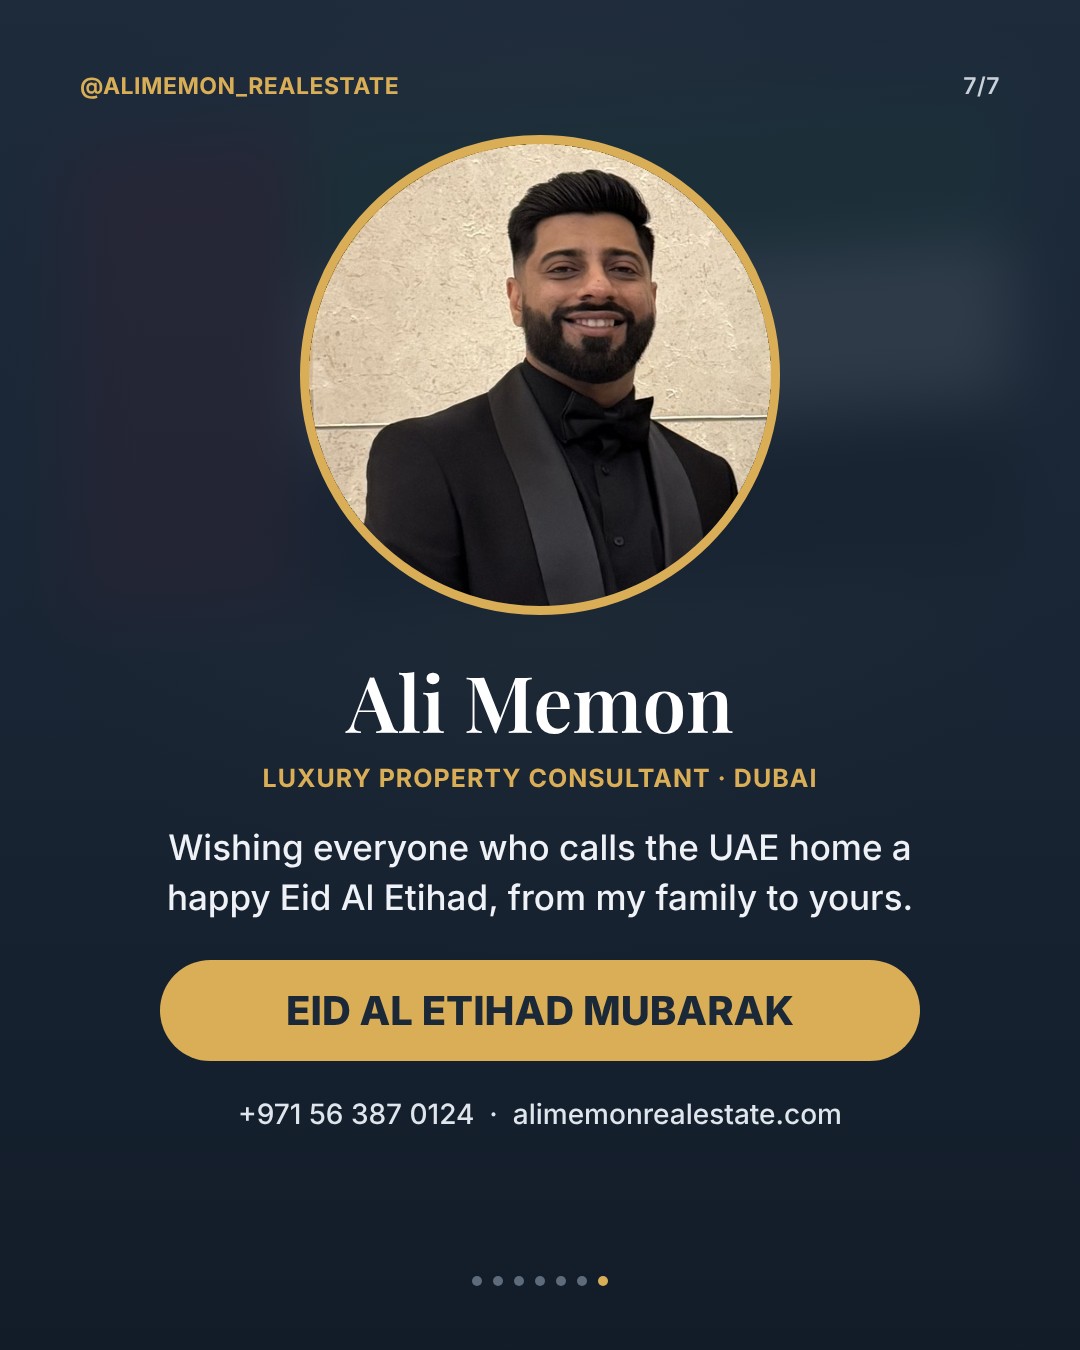 @ALIMEMON_REALESTATE
7/7
Ali Memon
LUXURY PROPERTY CONSULTANT · DUBAI
Wishing everyone who calls the UAE home a
happy Eid Al Etihad, from my family to yours.
EID AL ETIHAD MUBARAK
+971 56 387 0124 · alimemonrealestate.com